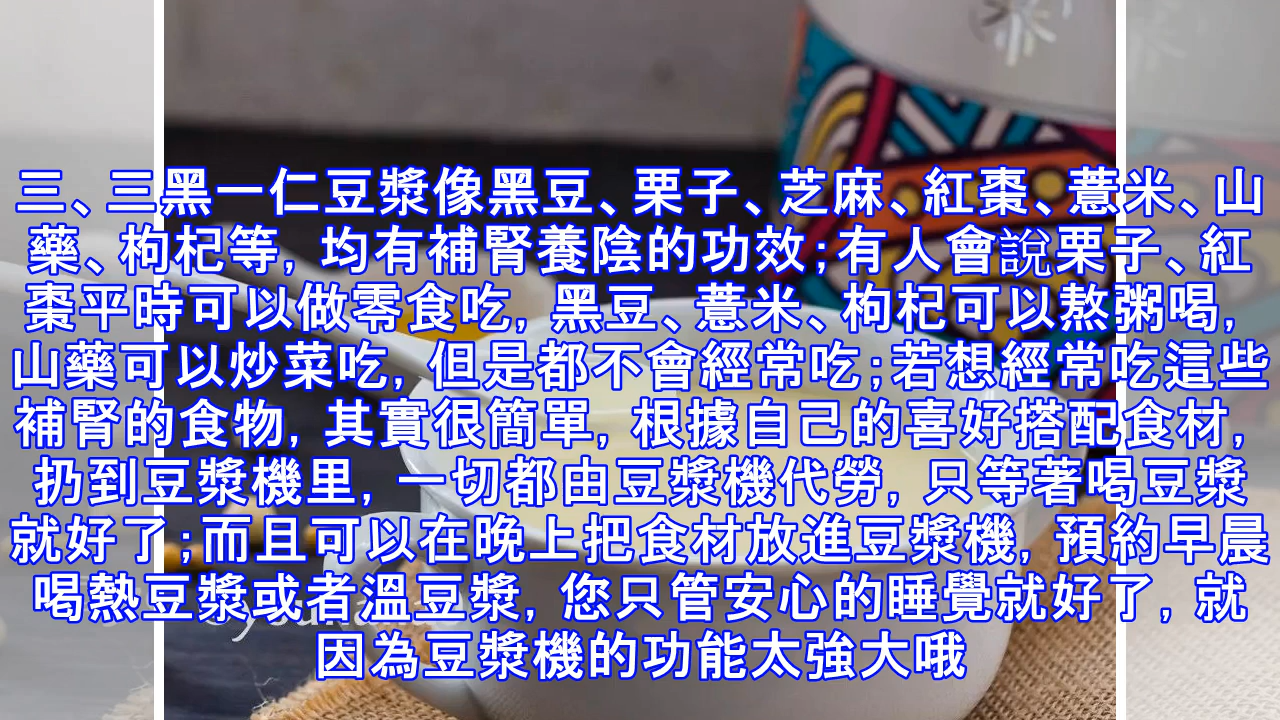 三、三黑一仁豆漿像黑豆、栗子、芝麻、紅棗、薏米、山
藥、枸杞等,均有補腎養陰的功效;有人會說栗子、紅
棗平時可以做零食吃,黑豆、薏米、枸杞可以熬粥喝,
山藥可以炒菜吃,但是都不會經常吃;若想經常吃這些
補腎的食物,其實很簡單,根據自己的喜好搭配食材,
扔到豆漿機里,一切都由豆漿機代勞,只等著喝豆漿
就好了;而且可以在晚上把食材放進豆漿機,預約早晨
喝熱豆漿或者溫豆漿,您只管安心的睡覺就好了,就
因為豆漿機的功能太強大哦